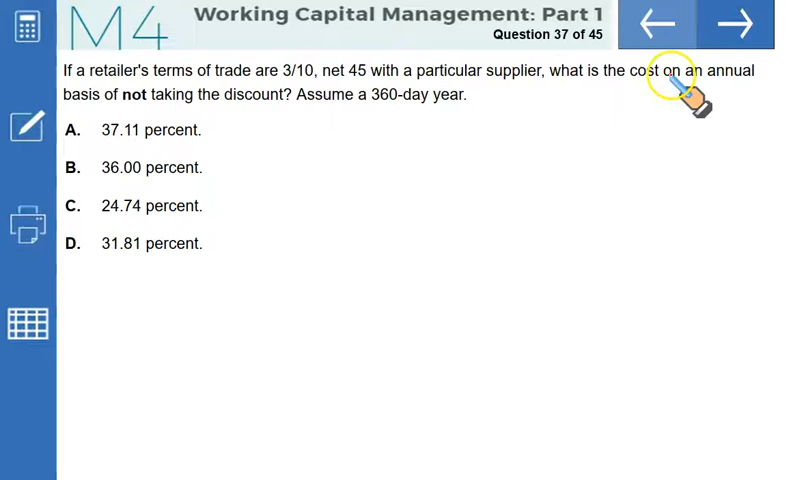 M4
Working Capital Management: Part 1
Question 37 of 45
If a retailer's terms of trade are 3/10, net 45 with a particular supplier, what is the cost on an annual
basis of not taking the discount? Assume a 360-day year.
A. 37.11 percent.
B. 36.00 percent.
C. 24.74 percent.
D. 31.81 percent.